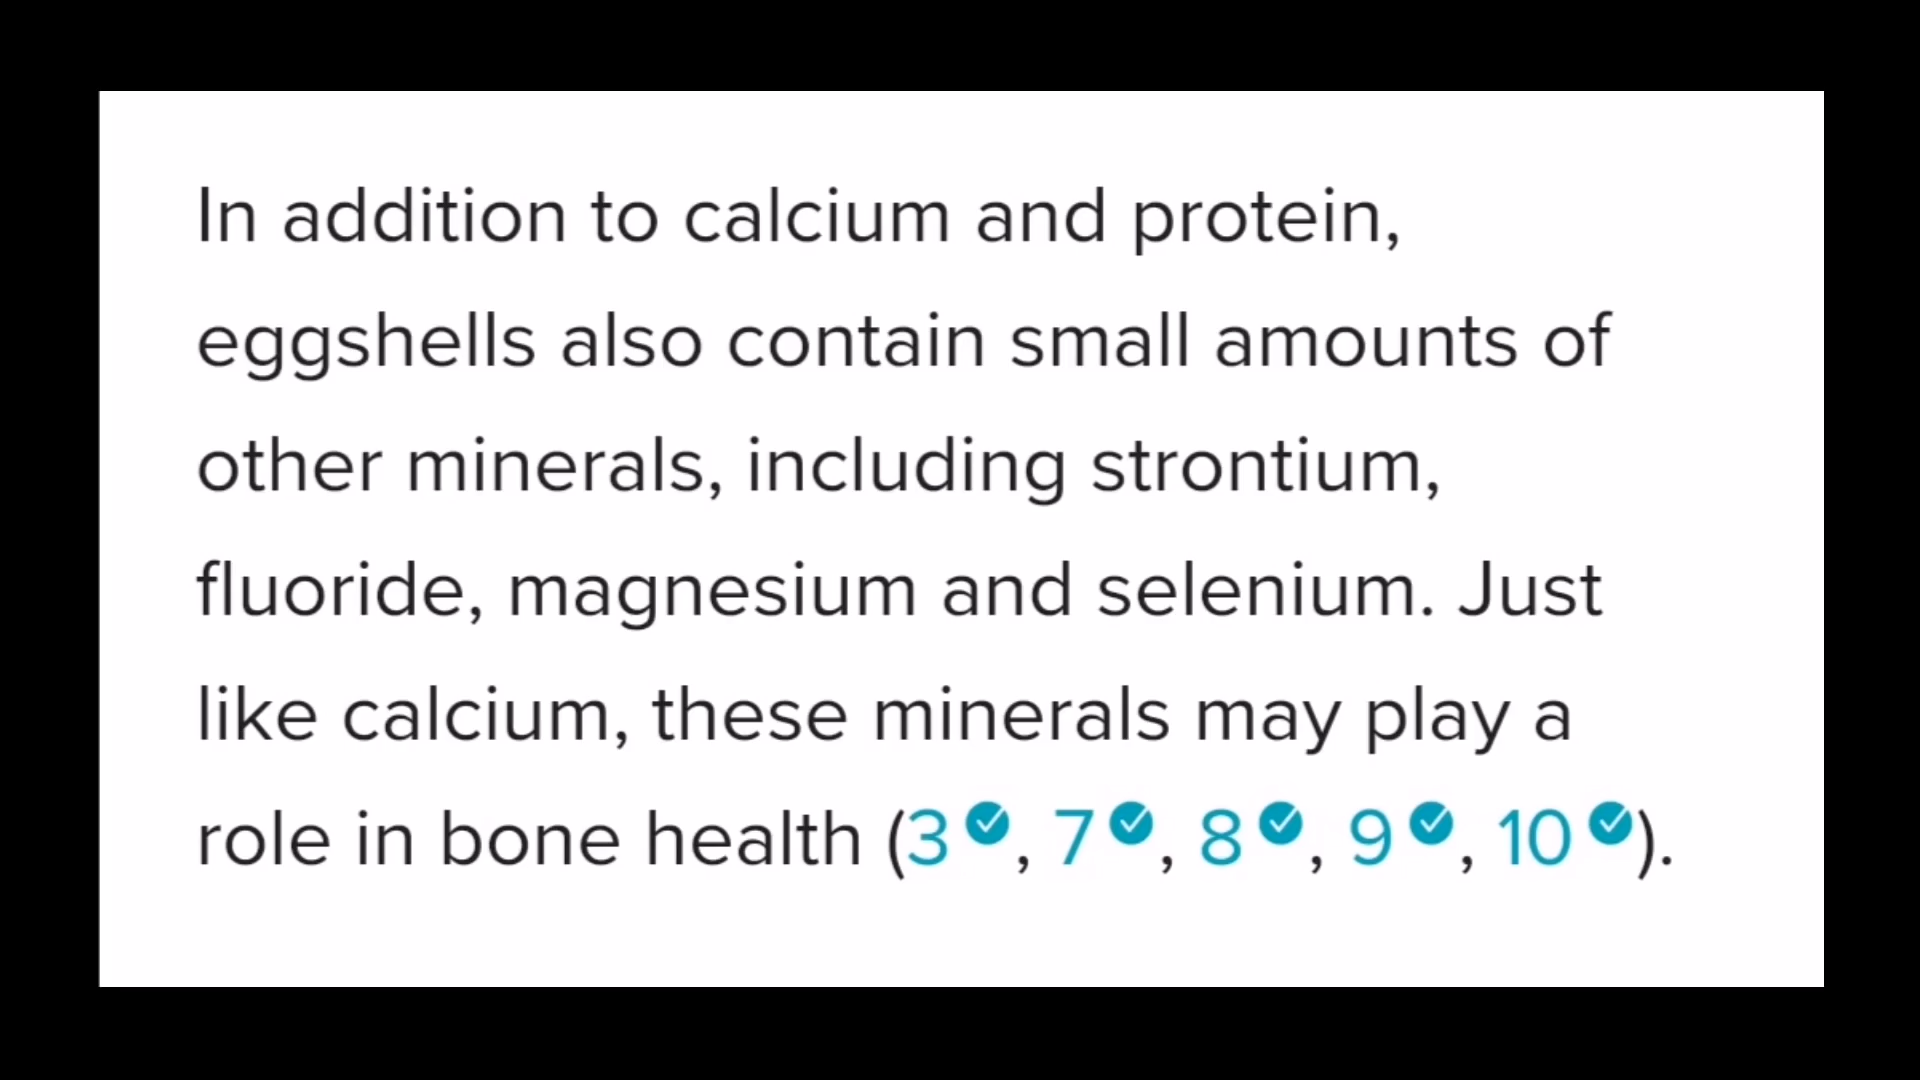 In addition to calcium and protein,
eggshells also contain small amounts of
other minerals, including strontium,
fluoride, magnesium and selenium. Just
like calcium, these minerals may play a
role in bone health (3, 7, 8, 9, 10).